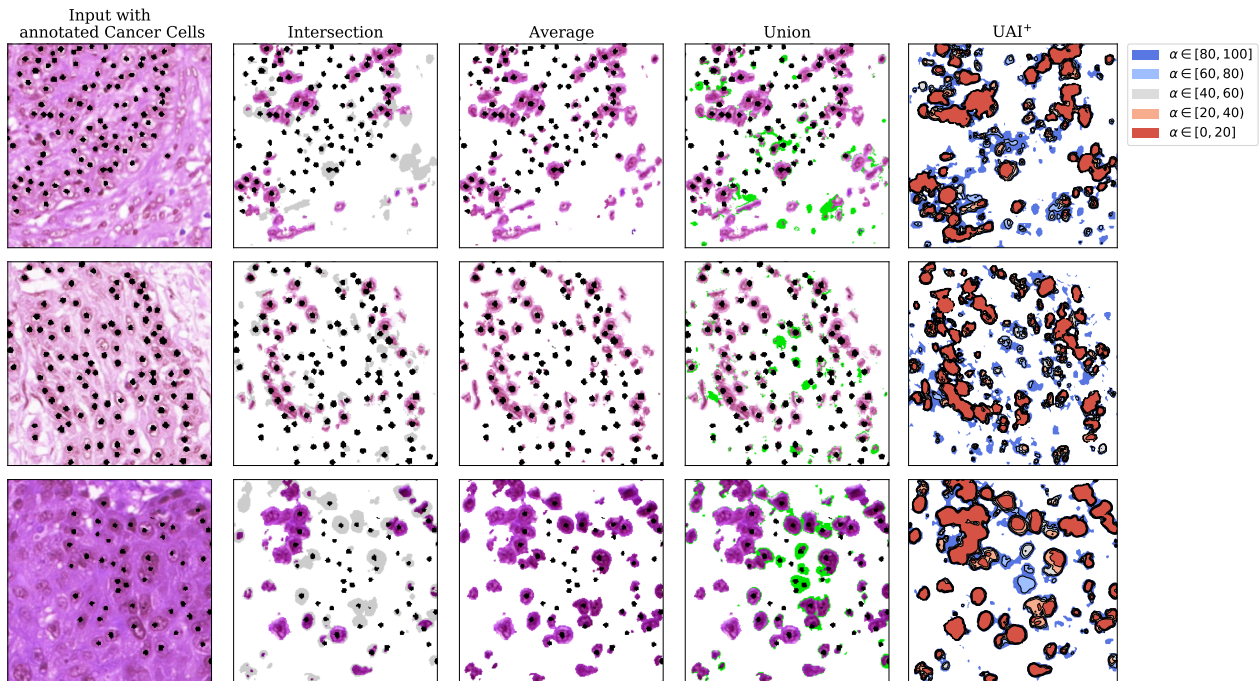 Input with
annotated Cancer Cells
Intersection
Average
Union
UAI⁺
α ∈ [80, 100]
α ∈ [60, 80)
α ∈ [40, 60)
α ∈ [20, 40)
α ∈ [0, 20]